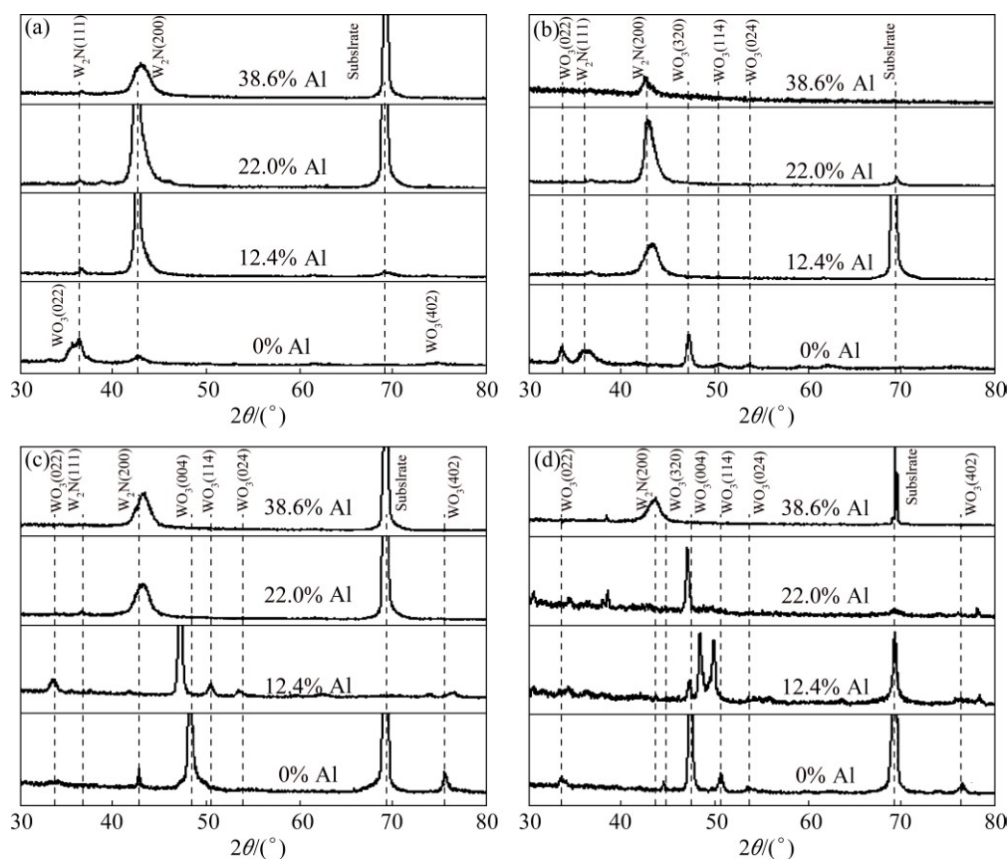 (a)
W₂N(111)
W₂N(200)
Subslrate
38.6% Al
22.0% Al
12.4% Al
WO₃(022)
0% Al
WO₃(402)
30 40 50 60 70 80
2θ/(°)
(b)
WO₃(022)
W₂N(111)
W₂N(200)
WO₃(320)
WO₃(114)
WO₃(024)
Subslrate
38.6% Al
22.0% Al
12.4% Al
0% Al
30 40 50 60 70 80
2θ/(°)
(c)
WO₃(022)
W₂N(111)
W₂N(200)
WO₃(004)
WO₃(114)
WO₃(024)
Subslrate
WO₃(402)
38.6% Al
22.0% Al
12.4% Al
0% Al
30 40 50 60 70 80
2θ/(°)
(d)
WO₃(022)
W₂N(200)
WO₃(320)
WO₃(004)
WO₃(114)
WO₃(024)
Subslrate
WO₃(402)
38.6% Al
22.0% Al
12.4% Al
0% Al
30 40 50 60 70 80
2θ/(°)